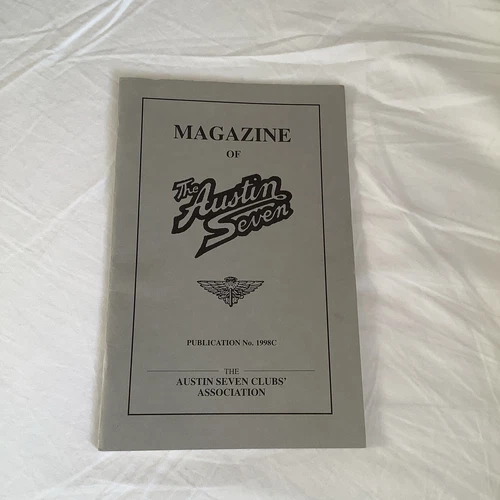 MAGAZINE
OF
The Austin
Seven
PUBLICATION No. 1998C
THE
AUSTIN SEVEN CLUBS'
ASSOCIATION